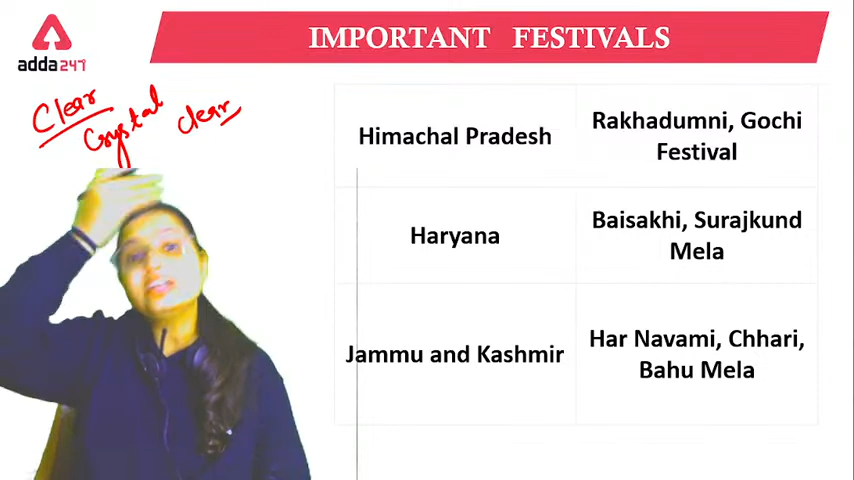 IMPORTANT FESTIVALS
adda247
Clear
Crystal clear
Himachal Pradesh
Rakhadumni, Gochi
Festival
Haryana
Baisakhi, Surajkund
Mela
Jammu and Kashmir
Har Navami, Chhari,
Bahu Mela